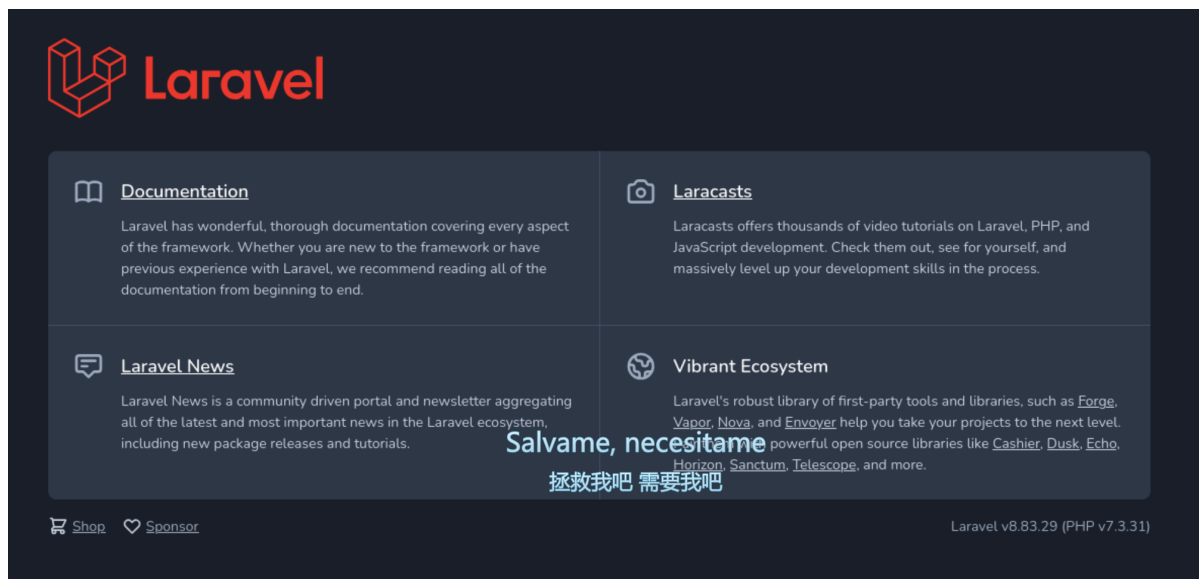 Laravel
Documentation
Laravel has wonderful, thorough documentation covering every aspect
of the framework. Whether you are new to the framework or have
previous experience with Laravel, we recommend reading all of the
documentation from beginning to end.
Laracasts
Laracasts offers thousands of video tutorials on Laravel, PHP, and
JavaScript development. Check them out, see for yourself, and
massively level up your development skills in the process.
Laravel News
Laravel News is a community driven portal and newsletter aggregating
all of the latest and most important news in the Laravel ecosystem,
including new package releases and tutorials.
Vibrant Ecosystem
Laravel's robust library of first-party tools and libraries, such as Forge,
Vapor, Nova, and Envoyer help you take your projects to the next level.
powerful open source libraries like Cashier, Dusk, Echo,
Horizon, Sanctum, Telescope, and more.
Salvame, necesitame
拯救我吧 需要我吧
Shop
Sponsor
Laravel v8.83.29 (PHP v7.3.31)